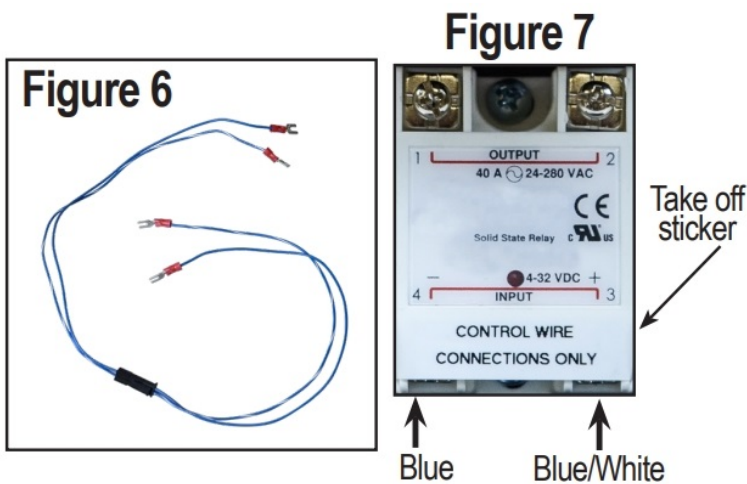 Figure 6
Figure 7
1 OUTPUT 2
40 A 24-280 VAC
CE
Solid State Relay C RU US
- 4-32 VDC +
4 INPUT 3
CONTROL WIRE
CONNECTIONS ONLY
Take off
sticker
Blue
Blue/White